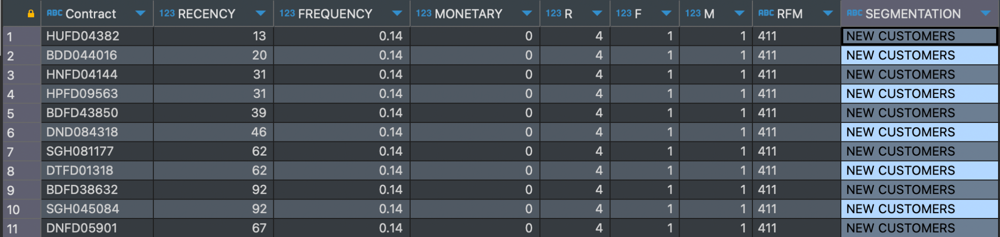 ABC Contract 123 RECENCY 123 FREQUENCY 123 MONETARY 123 R 123 F 123 M ABC RFM ABC SEGMENTATION
1 HUFD04382 13 0.14 0 4 1 1 411 NEW CUSTOMERS
2 BDD044016 20 0.14 0 4 1 1 411 NEW CUSTOMERS
3 HNFD04144 31 0.14 0 4 1 1 411 NEW CUSTOMERS
4 HPFD09563 31 0.14 0 4 1 1 411 NEW CUSTOMERS
5 BDFD43850 39 0.14 0 4 1 1 411 NEW CUSTOMERS
6 DND084318 46 0.14 0 4 1 1 411 NEW CUSTOMERS
7 SGH081177 62 0.14 0 4 1 1 411 NEW CUSTOMERS
8 DTFD01318 62 0.14 0 4 1 1 411 NEW CUSTOMERS
9 BDFD38632 92 0.14 0 4 1 1 411 NEW CUSTOMERS
10 SGH045084 92 0.14 0 4 1 1 411 NEW CUSTOMERS
11 DNFD05901 67 0.14 0 4 1 1 411 NEW CUSTOMERS